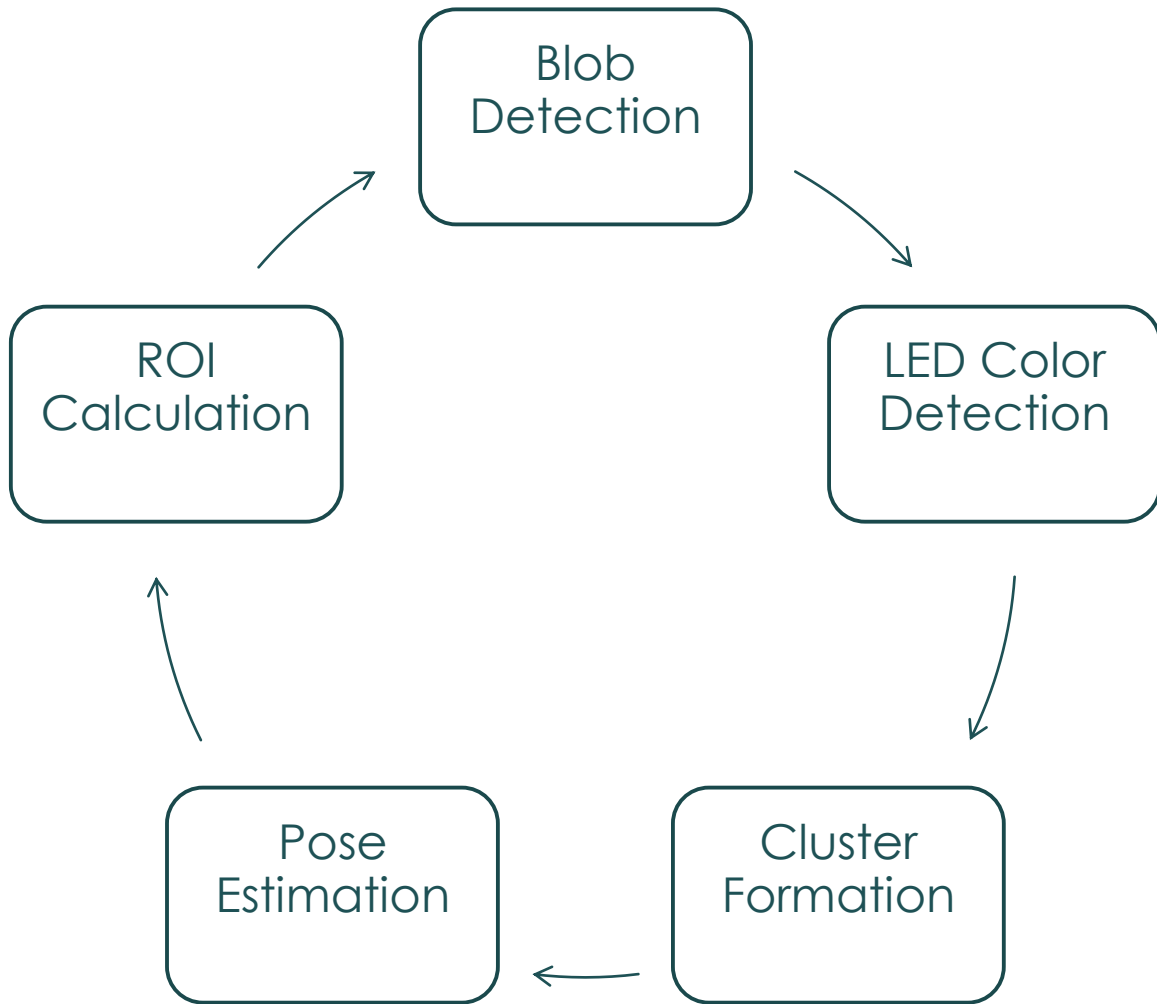 Blob
Detection
LED Color
Detection
Cluster
Formation
Pose
Estimation
ROI
Calculation